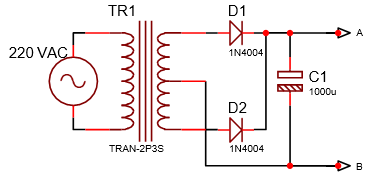 TR1
D1
A
1N4004
220 VAC
C1
1000u
D2
TRAN-2P3S
1N4004
B